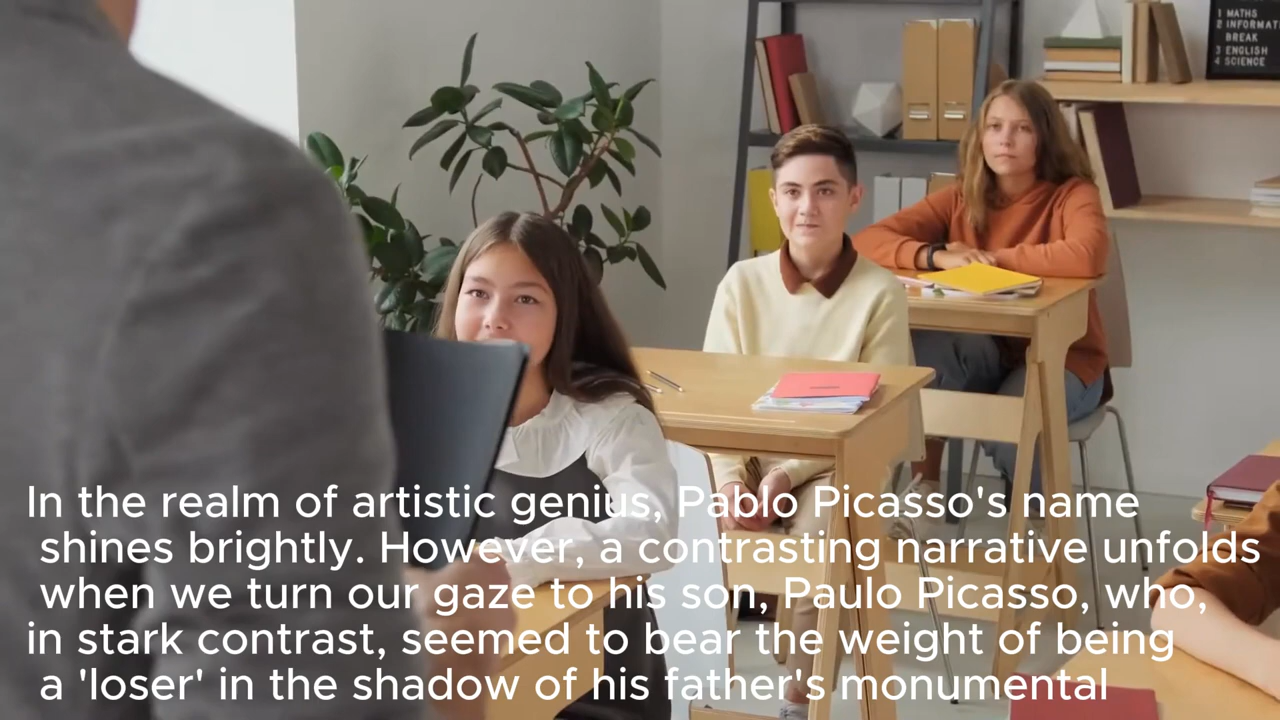 1 MATHS
2 INFORMAT
BREAK
3 ENGLISH
4 SCIENCE
In the realm of artistic genius, Pablo Picasso's name
shines brightly. However, a contrasting narrative unfolds
when we turn our gaze to his son, Paulo Picasso, who,
in stark contrast, seemed to bear the weight of being
a 'loser' in the shadow of his father's monumental